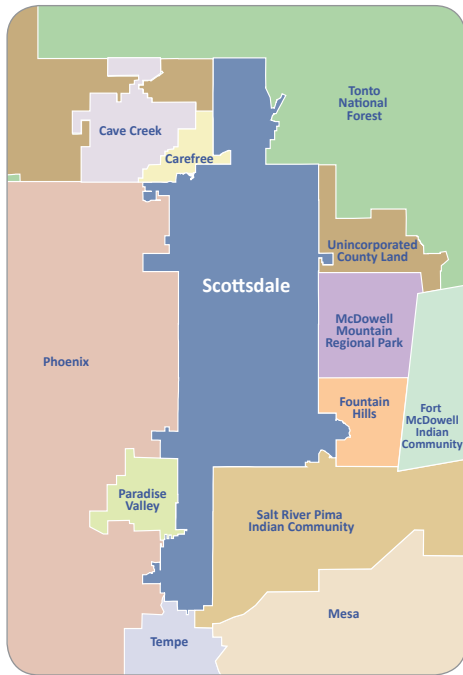 Tonto
National
Forest
Cave Creek
Carefree
Unincorporated
County Land
Scottsdale
McDowell
Mountain
Regional Park
Phoenix
Fountain
Hills
Fort
McDowell
Indian
Community
Paradise
Valley
Salt River Pima
Indian Community
Mesa
Tempe